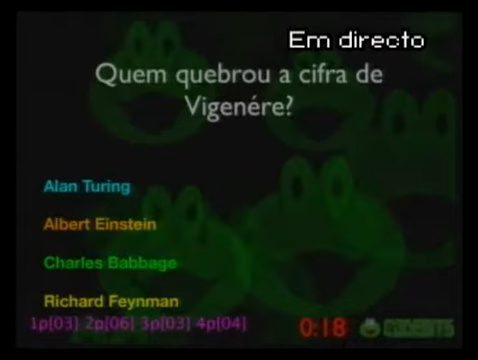 Em directo
Quem quebrou a cifra de
Vigenére?
Alan Turing
Albert Einstein
Charles Babbage
Richard Feynman
1p[03] 2p[06] 3p[03] 4p[04]
0:18